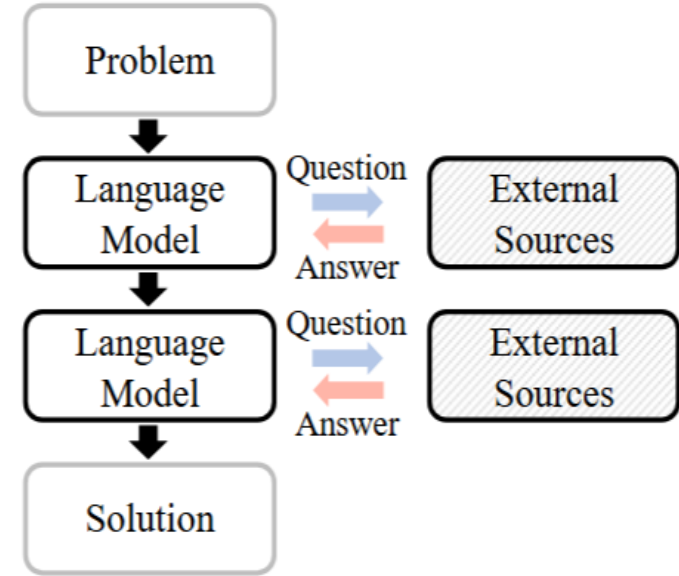 Problem
Language
Model
Question
Answer
External
Sources
Language
Model
Question
Answer
External
Sources
Solution